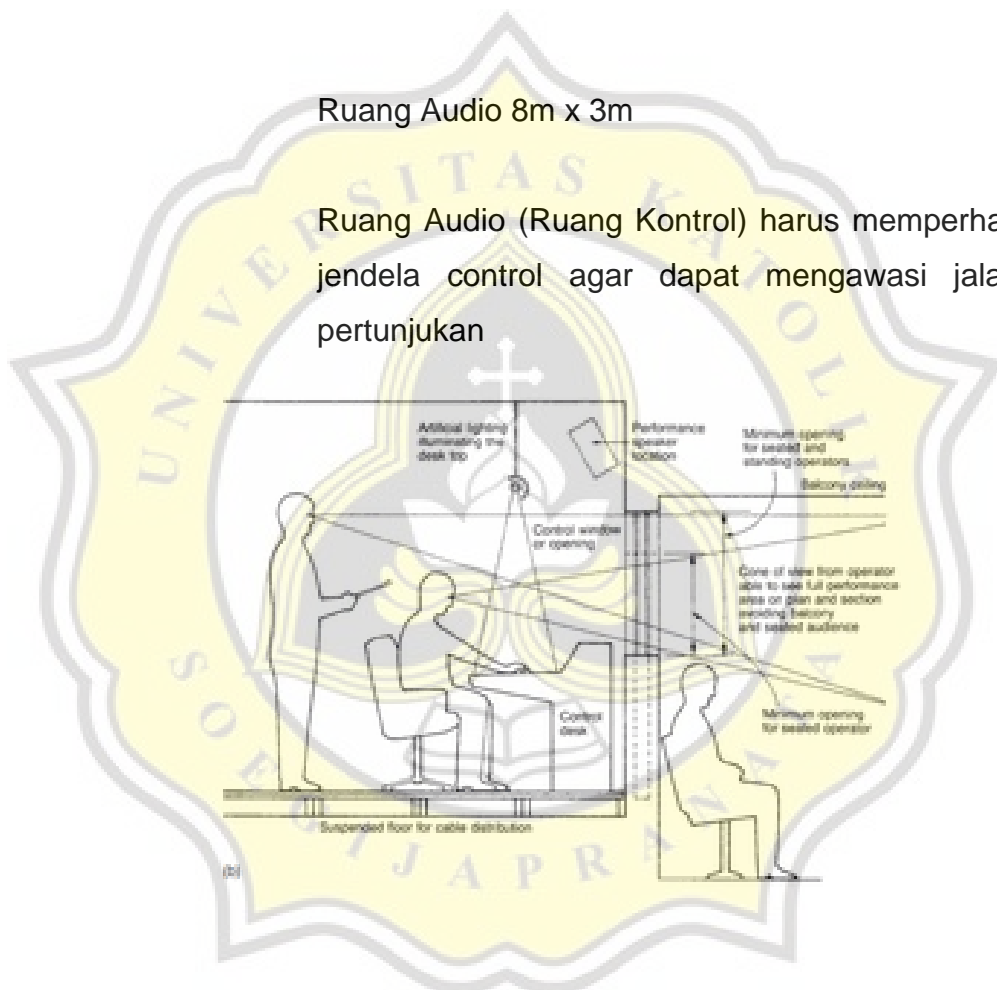 Ruang Audio 8m x 3m
Ruang Audio (Ruang Kontrol) harus memperha
jendela control agar dapat mengawasi jala
pertunjukan
Artificial lighting
illuminating the
desk top
Performance
speaker
location
Minimum opening
for seated and
standing operators
Balcony ceiling
Control window
or opening
Cone of view from operator
able to see full performance
area on plan and section
avoiding balcony
and seated audience
Minimum opening
for seated operator
Control
desk
Suspended floor for cable distribution
(b)
UNIVERSITAS KATOLIK
SOEGIJAPRANATA